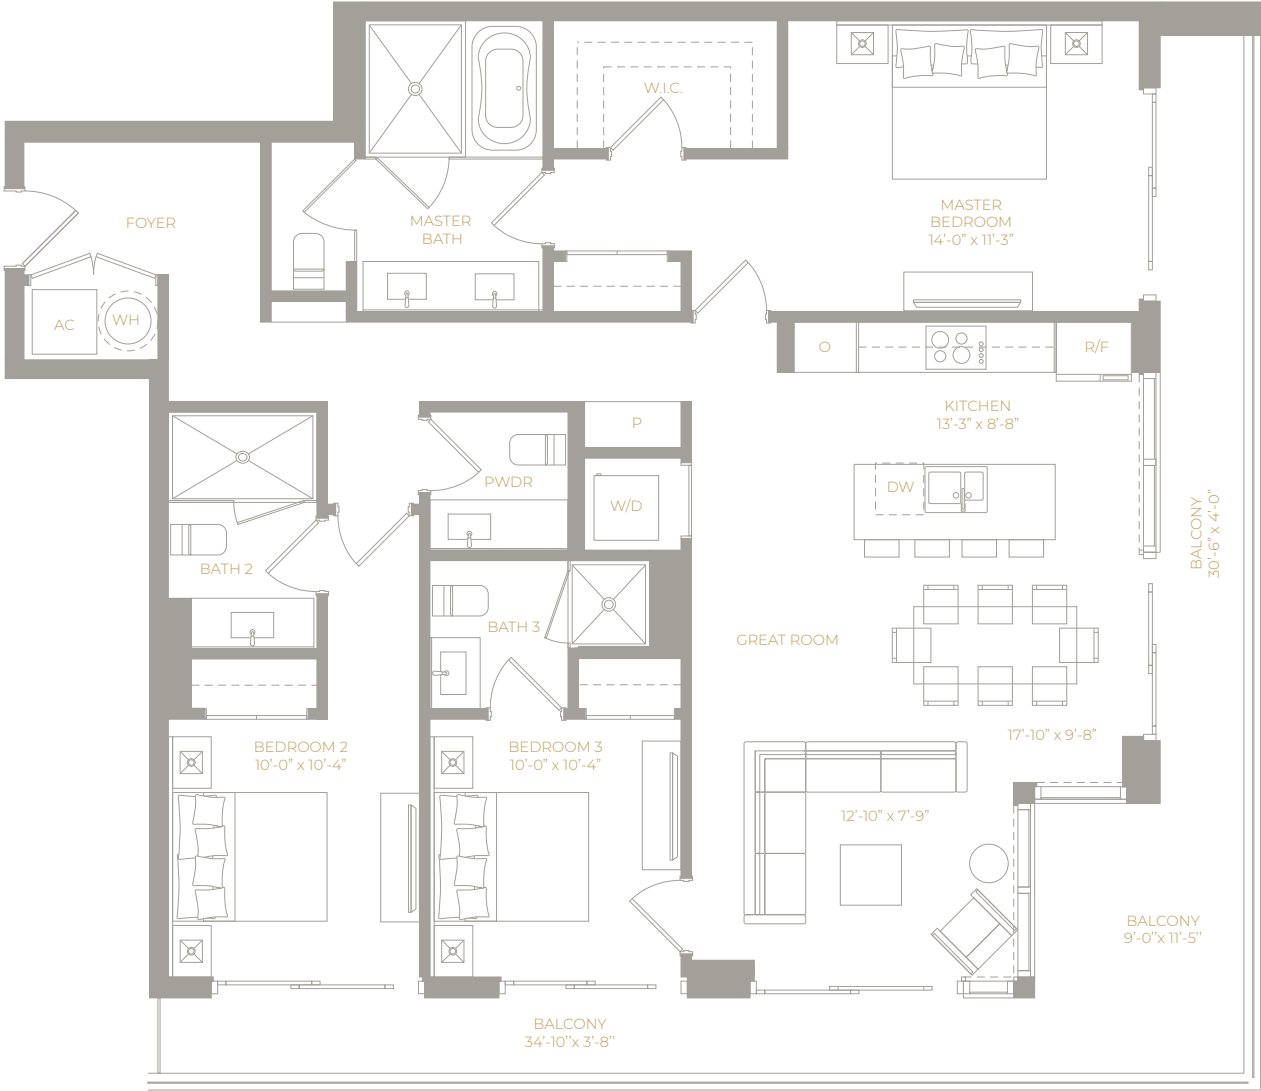 W.I.C.
MASTER
BEDROOM
14'-0" x 11'-3"
FOYER
MASTER
BATH
AC
WH
O
R/F
KITCHEN
13'-3" x 8'-8"
P
PWDR
W/D
DW
BALCONY
30'-6" x 4'-0"
BATH 2
BATH 3
GREAT ROOM
17'-10" x 9'-8"
BEDROOM 2
10'-0" x 10'-4"
BEDROOM 3
10'-0" x 10'-4"
12'-10" x 7'-9"
BALCONY
9'-0''x 11'-5''
BALCONY
34'-10''x 3'-8''